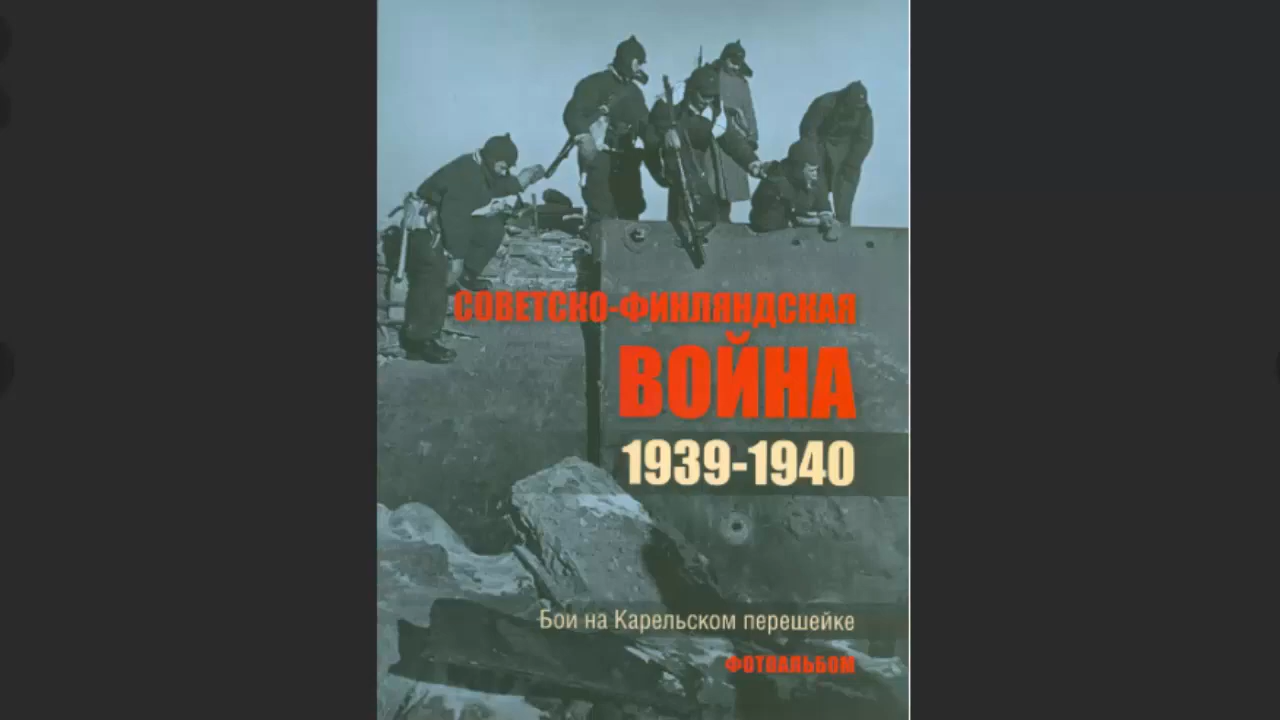 СОВЕТСКО-ФИНЛЯНДСКАЯ
ВОЙНА
1939-1940
Бои на Карельском перешейке
ФОТОАЛЬБОМ